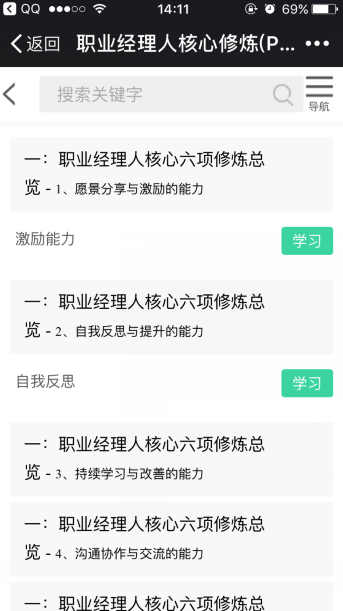 QQ 14:11 69%
返回 职业经理人核心修炼(P...
搜索关键字
导航
一：职业经理人核心六项修炼总
览 - 1、愿景分享与激励的能力
激励能力 学习
一：职业经理人核心六项修炼总
览 - 2、自我反思与提升的能力
自我反思 学习
一：职业经理人核心六项修炼总
览 - 3、持续学习与改善的能力
一：职业经理人核心六项修炼总
览 - 4、沟通协作与交流的能力
一：职业经理人核心六项修炼总